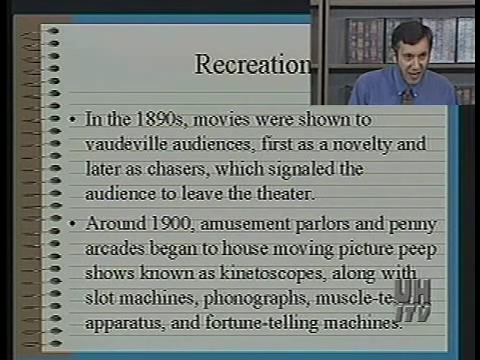 Recreation
• In the 1890s, movies were shown to
vaudeville audiences, first as a novelty and
later as chasers, which signaled the
audience to leave the theater.
• Around 1900, amusement parlors and penny
arcades began to house moving picture peep
shows known as kinetoscopes, along with
slot machines, phonographs, muscle-te
apparatus, and fortune-telling machines.
UH
ITV